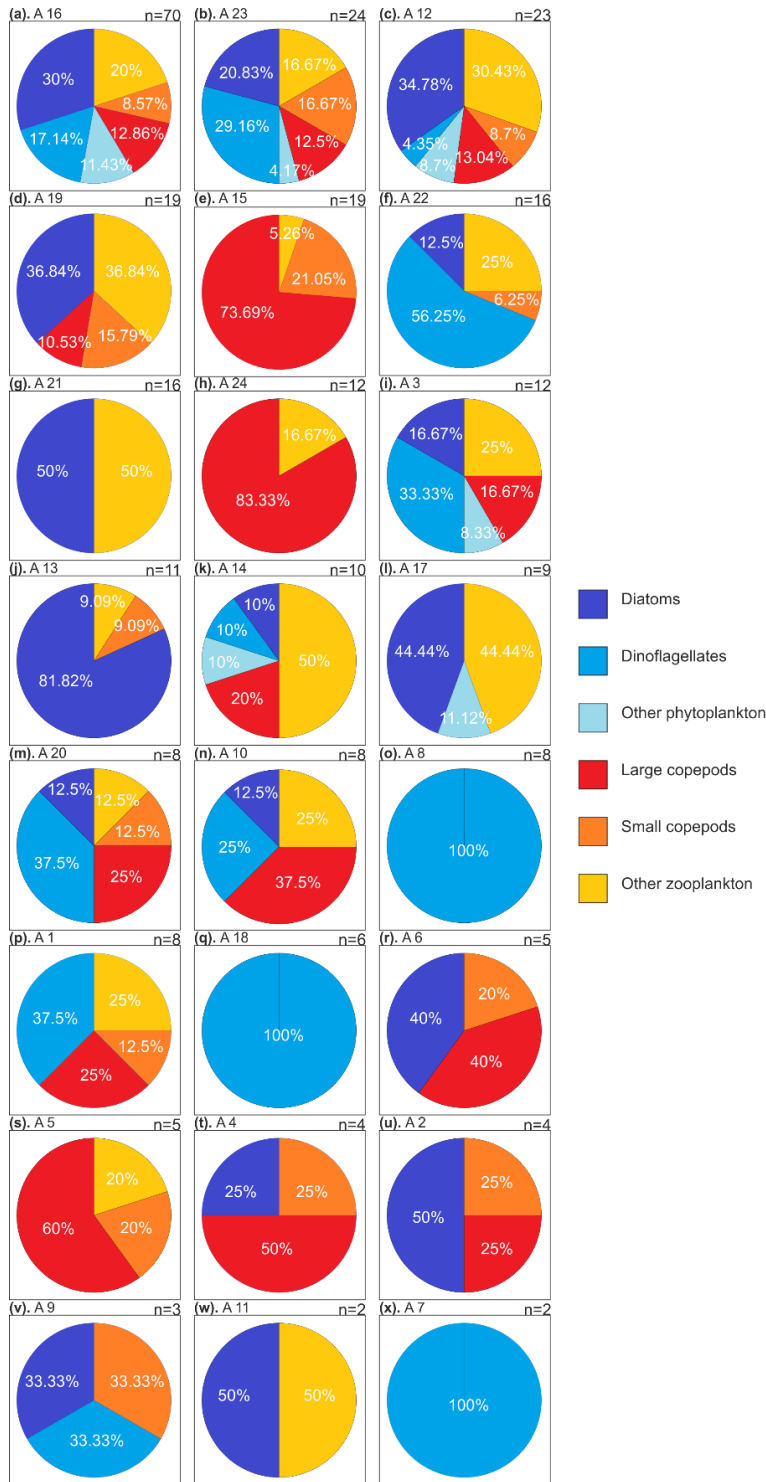 (a). A 16 n=70
30%
20%
8.57%
12.86%
11.43%
17.14%
(b). A 23 n=24
20.83%
16.67%
16.67%
12.5%
4.17%
29.16%
(c). A 12 n=23
34.78%
30.43%
8.7%
13.04%
8.7%
4.35%
(d). A 19 n=19
36.84%
36.84%
15.79%
10.53%
(e). A 15 n=19
5.26%
21.05%
73.69%
(f). A 22 n=16
12.5%
25%
6.25%
56.25%
(g). A 21 n=16
50%
50%
(h). A 24 n=12
16.67%
83.33%
(i). A 3 n=12
16.67%
25%
16.67%
8.33%
33.33%
(j). A 13 n=11
9.09%
9.09%
81.82%
(k). A 14 n=10
10%
10%
10%
20%
50%
(l). A 17 n=9
44.44%
44.44%
11.12%
(m). A 20 n=8
12.5%
12.5%
12.5%
25%
37.5%
(n). A 10 n=8
12.5%
25%
37.5%
25%
(o). A 8 n=8
100%
(p). A 1 n=8
37.5%
25%
12.5%
25%
(q). A 18 n=6
100%
(r). A 6 n=5
40%
20%
40%
(s). A 5 n=5
20%
20%
60%
(t). A 4 n=4
25%
25%
50%
(u). A 2 n=4
50%
25%
25%
(v). A 9 n=3
33.33%
33.33%
33.33%
(w). A 11 n=2
50%
50%
(x). A 7 n=2
100%
Diatoms
Dinoflagellates
Other phytoplankton
Large copepods
Small copepods
Other zooplankton